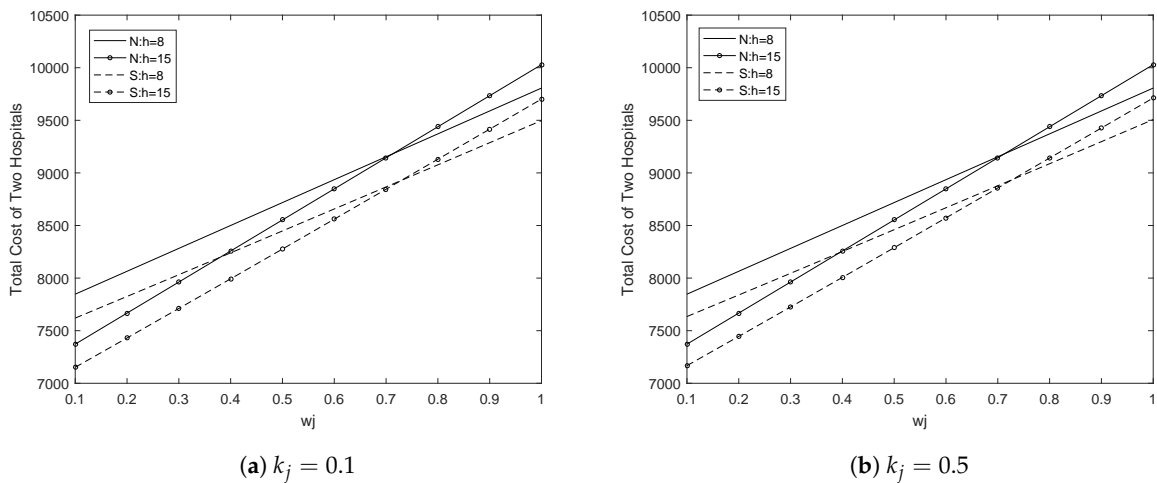 10500
10000
9500
9000
8500
8000
7500
7000
Total Cost of Two Hospitals
N:h=8
N:h=15
S:h=8
S:h=15
0.1 0.2 0.3 0.4 0.5 0.6 0.7 0.8 0.9 1
wj
(a) k_j = 0.1
10500
10000
9500
9000
8500
8000
7500
7000
Total Cost of Two Hospitals
N:h=8
N:h=15
S:h=8
S:h=15
0.1 0.2 0.3 0.4 0.5 0.6 0.7 0.8 0.9 1
wj
(b) k_j = 0.5